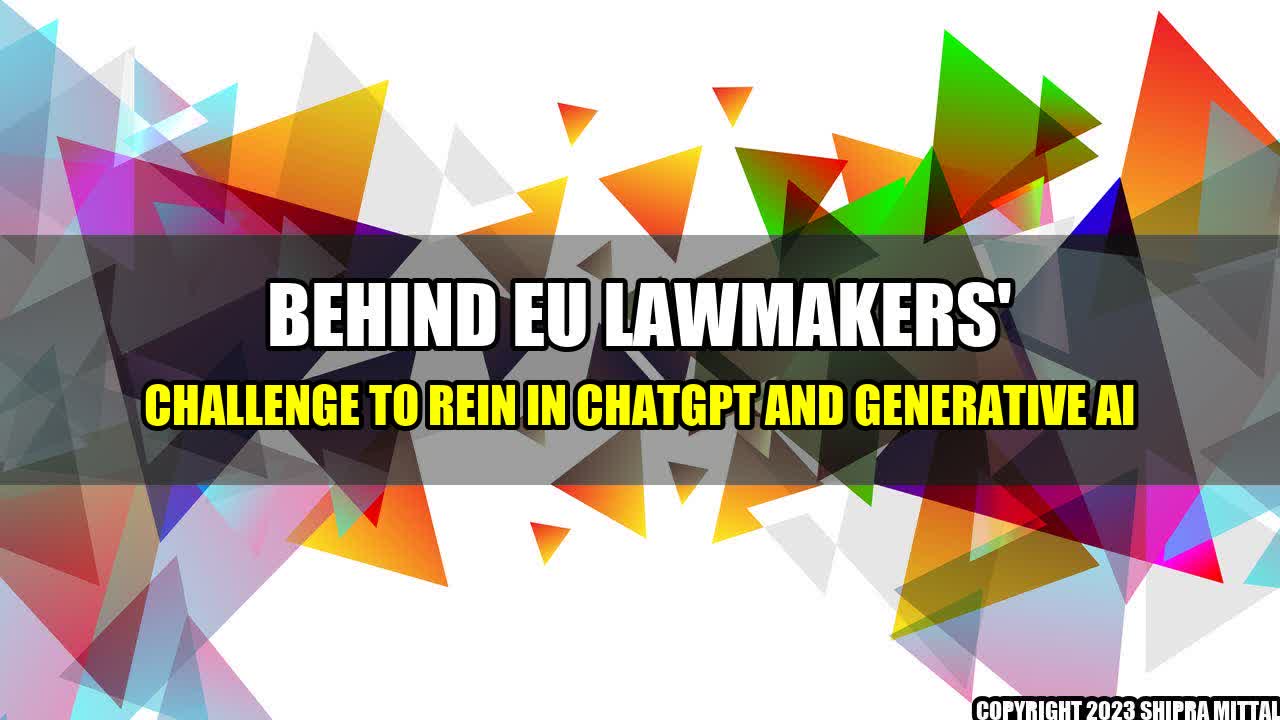 BEHIND EU LAWMAKERS'
CHALLENGE TO REIN IN CHATGPT AND GENERATIVE AI
COPYRIGHT 2023 SHIPRA MITTAL